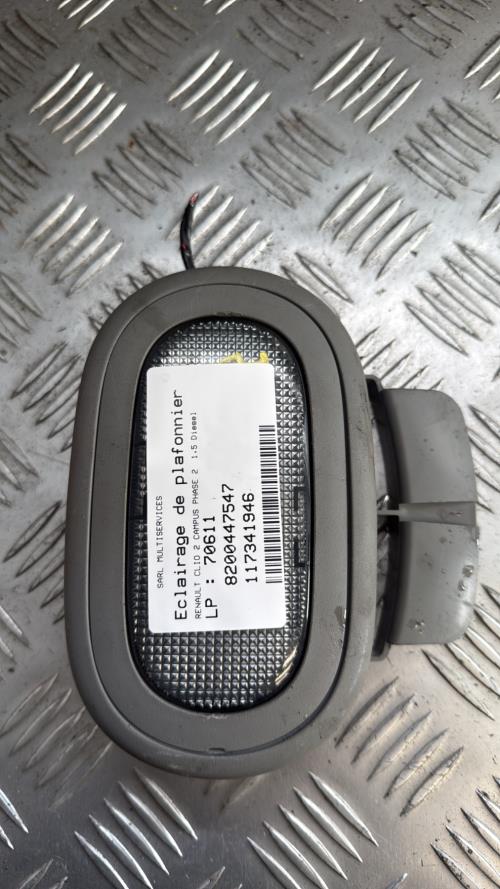 SARL MULTISERVICES
Eclairage de plafonnier
RENAULT CLIO 2 CAMPUS PHASE 2 1.5 Diesel
LP : 70611
8200447547
117341946